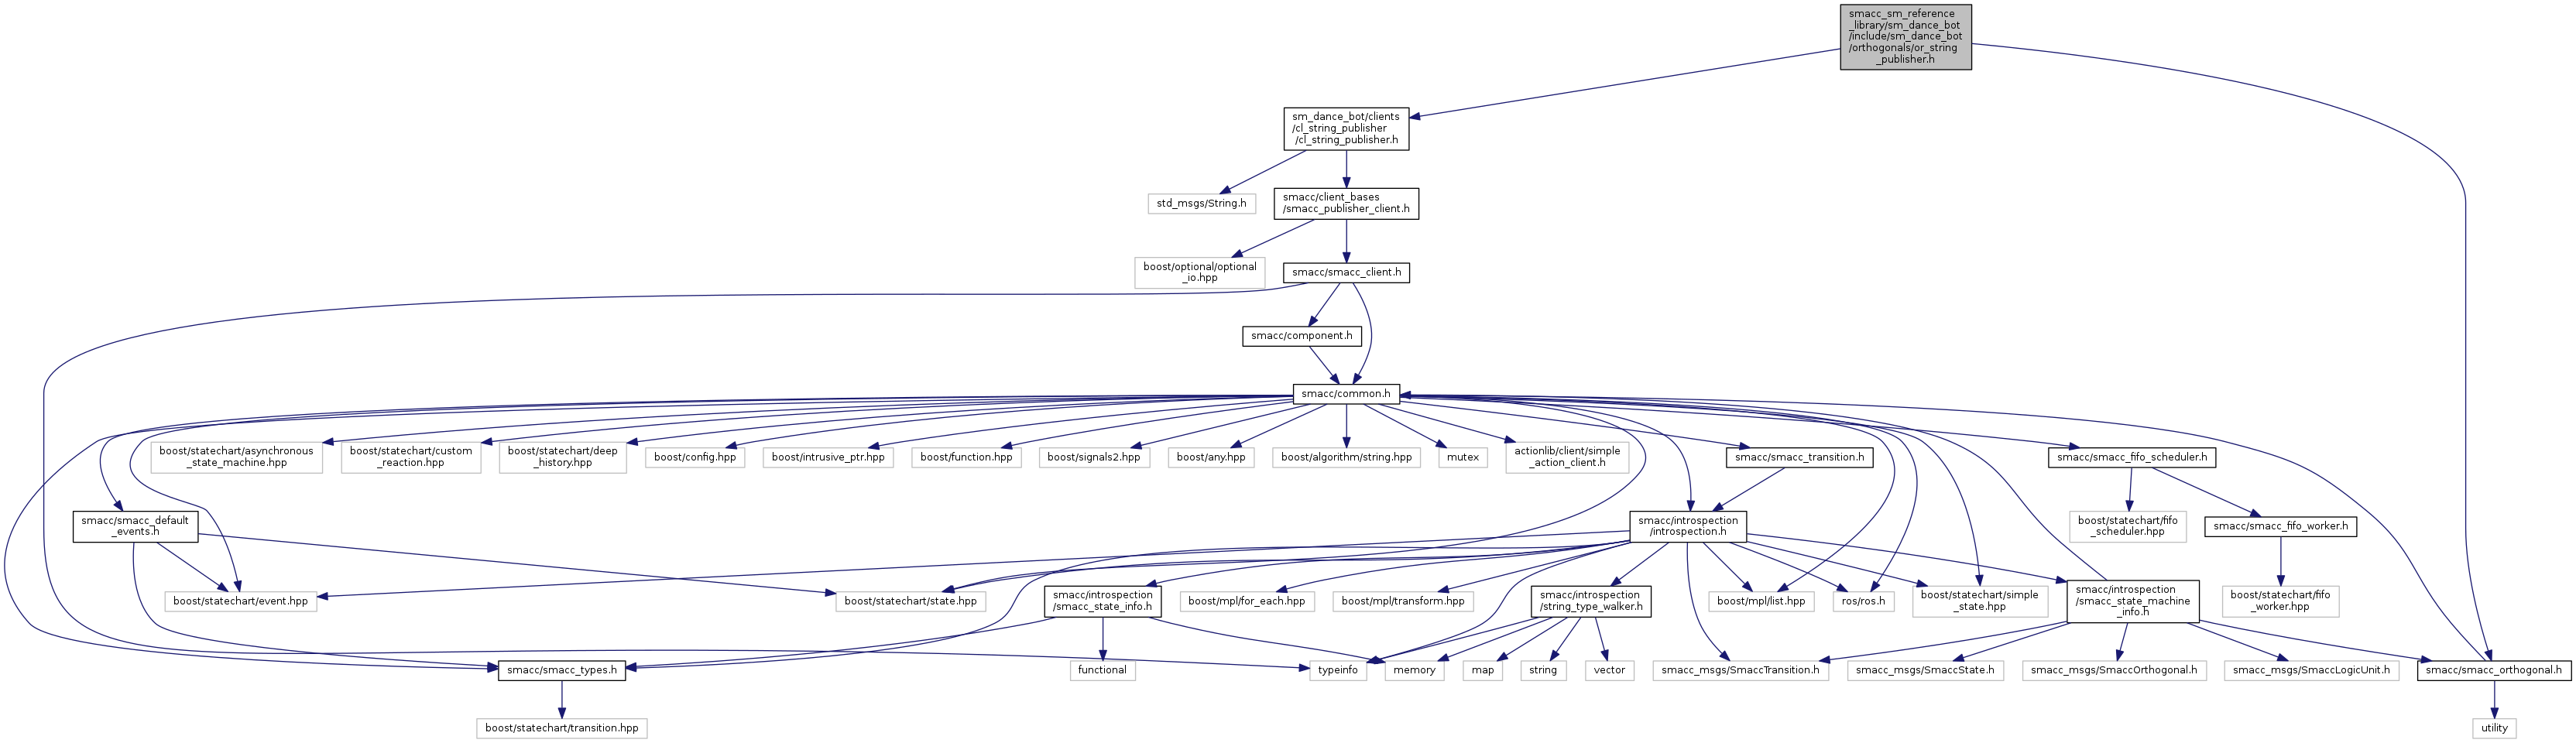 smacc_sm_reference
_library/sm_dance_bot
/include/sm_dance_bot
/orthogonals/or_string
_publisher.h
sm_dance_bot/clients
/cl_string_publisher
/cl_string_publisher.h
std_msgs/String.h
smacc/client_bases
/smacc_publisher_client.h
boost/optional/optional
_io.hpp
smacc/smacc_client.h
smacc/component.h
smacc/common.h
boost/statechart/asynchronous
_state_machine.hpp
boost/statechart/custom
_reaction.hpp
boost/statechart/deep
_history.hpp
boost/config.hpp
boost/intrusive_ptr.hpp
boost/function.hpp
boost/signals2.hpp
boost/any.hpp
boost/algorithm/string.hpp
mutex
actionlib/client/simple
_action_client.h
smacc/smacc_transition.h
smacc/smacc_fifo_scheduler.h
smacc/smacc_default
_events.h
smacc/introspection
/introspection.h
boost/statechart/fifo
_scheduler.hpp
smacc/smacc_fifo_worker.h
boost/statechart/event.hpp
boost/statechart/state.hpp
smacc/introspection
/smacc_state_info.h
boost/mpl/for_each.hpp
boost/mpl/transform.hpp
smacc/introspection
/string_type_walker.h
boost/mpl/list.hpp
ros/ros.h
boost/statechart/simple
_state.hpp
smacc/introspection
/smacc_state_machine
_info.h
boost/statechart/fifo
_worker.hpp
smacc/smacc_types.h
functional
typeinfo
memory
map
string
vector
smacc_msgs/SmaccTransition.h
smacc_msgs/SmaccState.h
smacc_msgs/SmaccOrthogonal.h
smacc_msgs/SmaccLogicUnit.h
smacc/smacc_orthogonal.h
boost/statechart/transition.hpp
utility